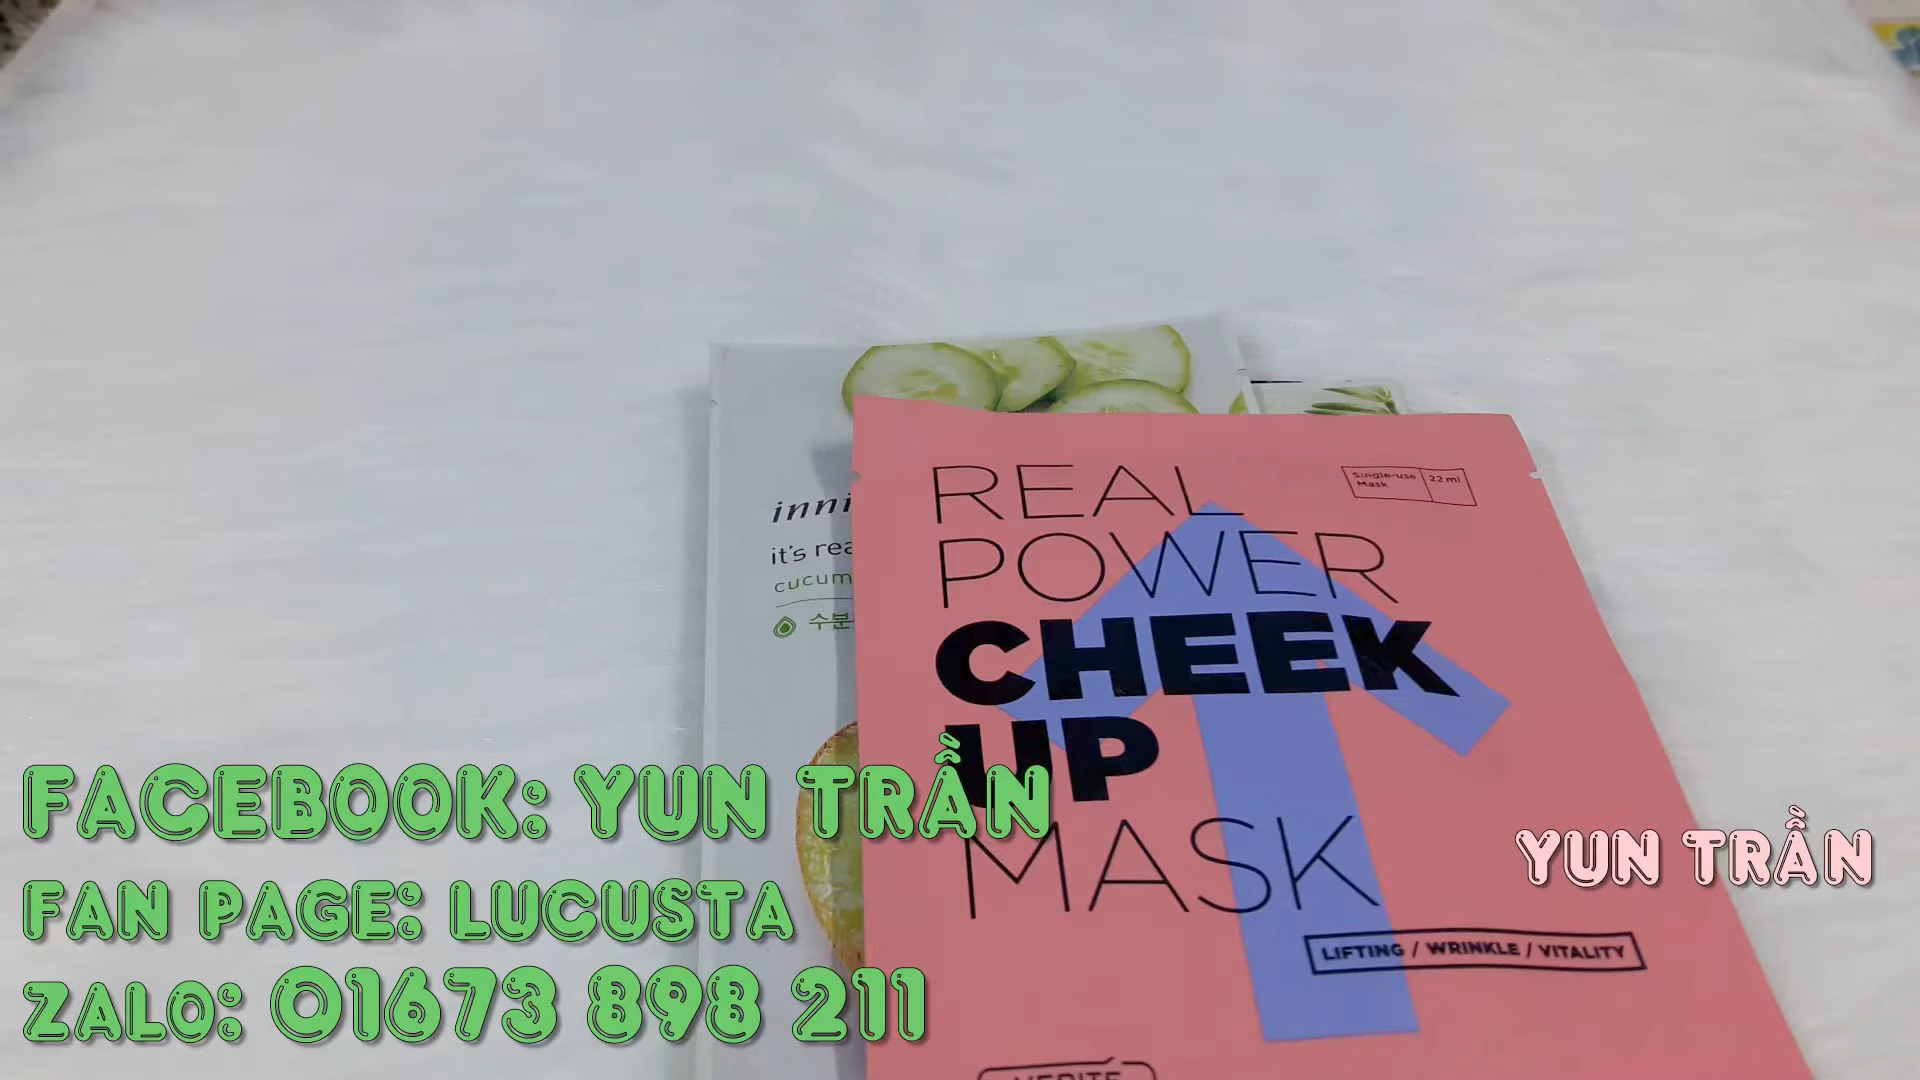 inni
it's rea
cucum
수분
REAL
POWER
CHEEK
UP
MASK
Single-use
Mask
22 ml
LIFTING / WRINKLE / VITALITY
VERITÉ
FACEBOOK: YUN TRẦN
FAN PAGE: LUCUSTA
ZALO: 01673 898 211
YUN TRẦN